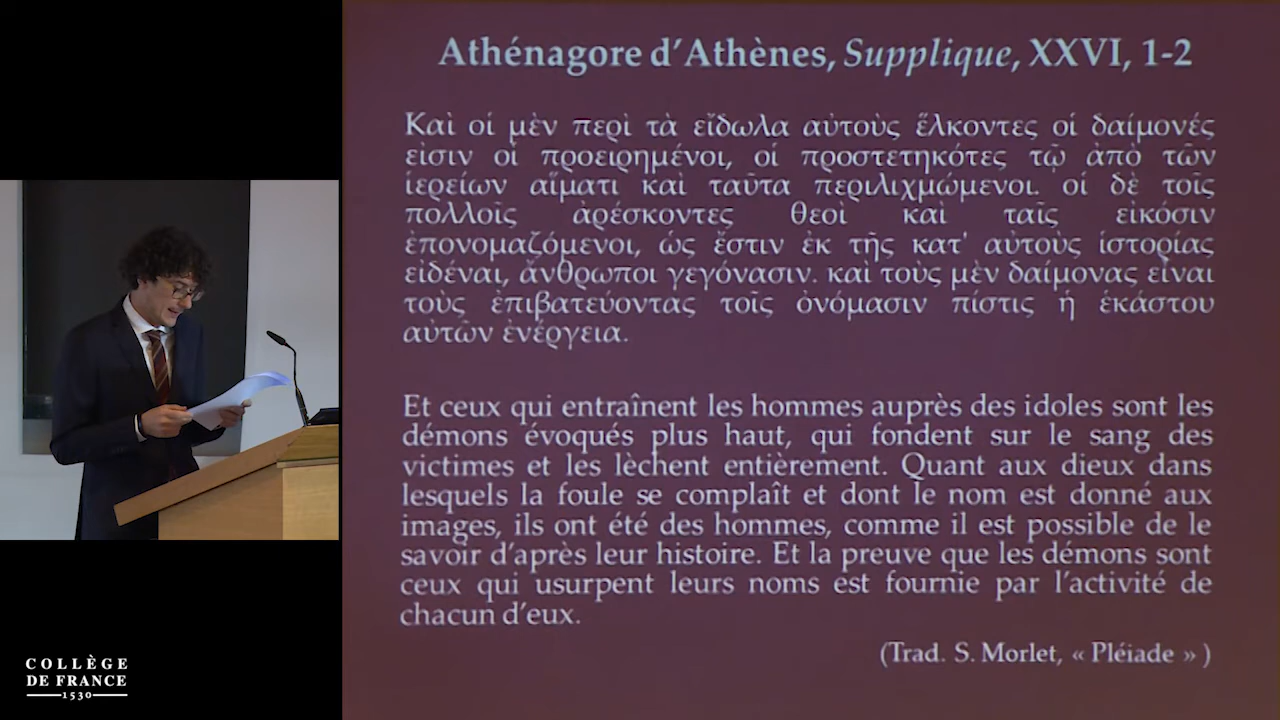 Athénagore d'Athènes, Supplique, XXVI, 1-2
Καὶ οἱ μὲν περὶ τὰ εἴδωλα αὐτοὺς ἕλκοντες οἱ δαίμονές
εἰσιν οἱ προειρημένοι, οἱ προστετηκότες τῷ ἀπὸ τῶν
ἱερείων αἵματι καὶ ταῦτα περιλιχμώμενοι. οἱ δὲ τοῖς
πολλοῖς ἀρέσκοντες θεοὶ καὶ ταῖς εἰκόσιν
ἐπονομαζόμενοι, ὡς ἔστιν ἐκ τῆς κατ' αὐτοὺς ἱστορίας
εἰδέναι, ἄνθρωποι γεγόνασιν. καὶ τοὺς μὲν δαίμονας εἶναι
τοὺς ἐπιβατεύοντας τοῖς ὀνόμασιν πίστις ἡ ἑκάστου
αὐτῶν ἐνέργεια.
Et ceux qui entraînent les hommes auprès des idoles sont les
démons évoqués plus haut, qui fondent sur le sang des
victimes et les lèchent entièrement. Quant aux dieux dans
lesquels la foule se complaît et dont le nom est donné aux
images, ils ont été des hommes, comme il est possible de le
savoir d'après leur histoire. Et la preuve que les démons sont
ceux qui usurpent leurs noms est fournie par l'activité de
chacun d'eux.
(Trad. S. Morlet, « Pléiade » )
COLLÈGE
DE FRANCE
1530